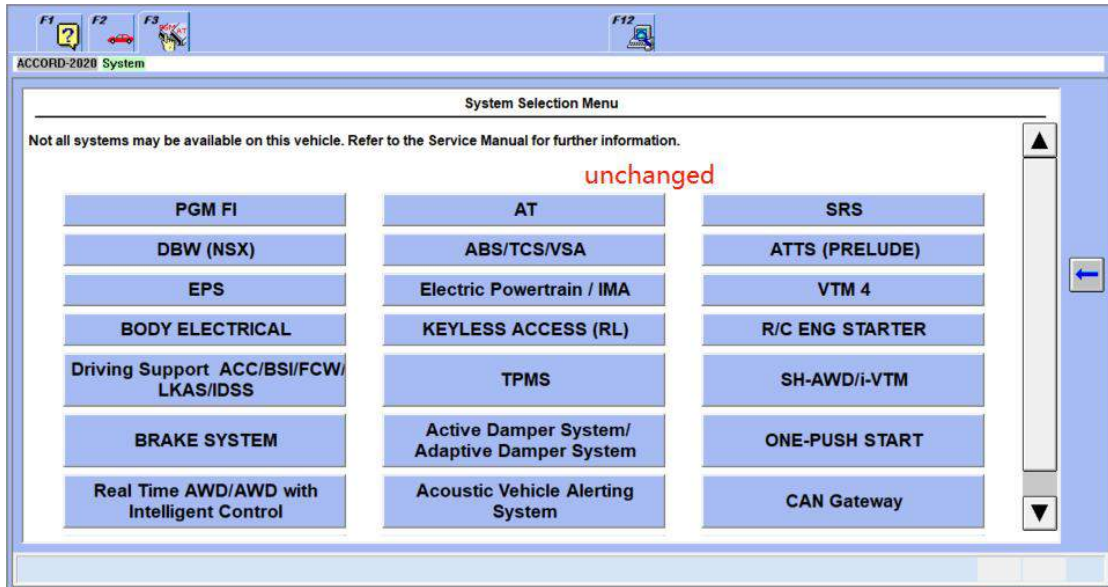 F1 F2 F3 F12
ACCORD-2020 System
System Selection Menu
Not all systems may be available on this vehicle. Refer to the Service Manual for further information.
unchanged
PGM FI AT SRS
DBW (NSX) ABS/TCS/VSA ATTS (PRELUDE)
EPS Electric Powertrain / IMA VTM 4
BODY ELECTRICAL KEYLESS ACCESS (RL) R/C ENG STARTER
Driving Support ACC/BSI/FCW/
LKAS/IDSS
TPMS
SH-AWD/i-VTM
BRAKE SYSTEM
Active Damper System/
Adaptive Damper System
ONE-PUSH START
Real Time AWD/AWD with
Intelligent Control
Acoustic Vehicle Alerting
System
CAN Gateway